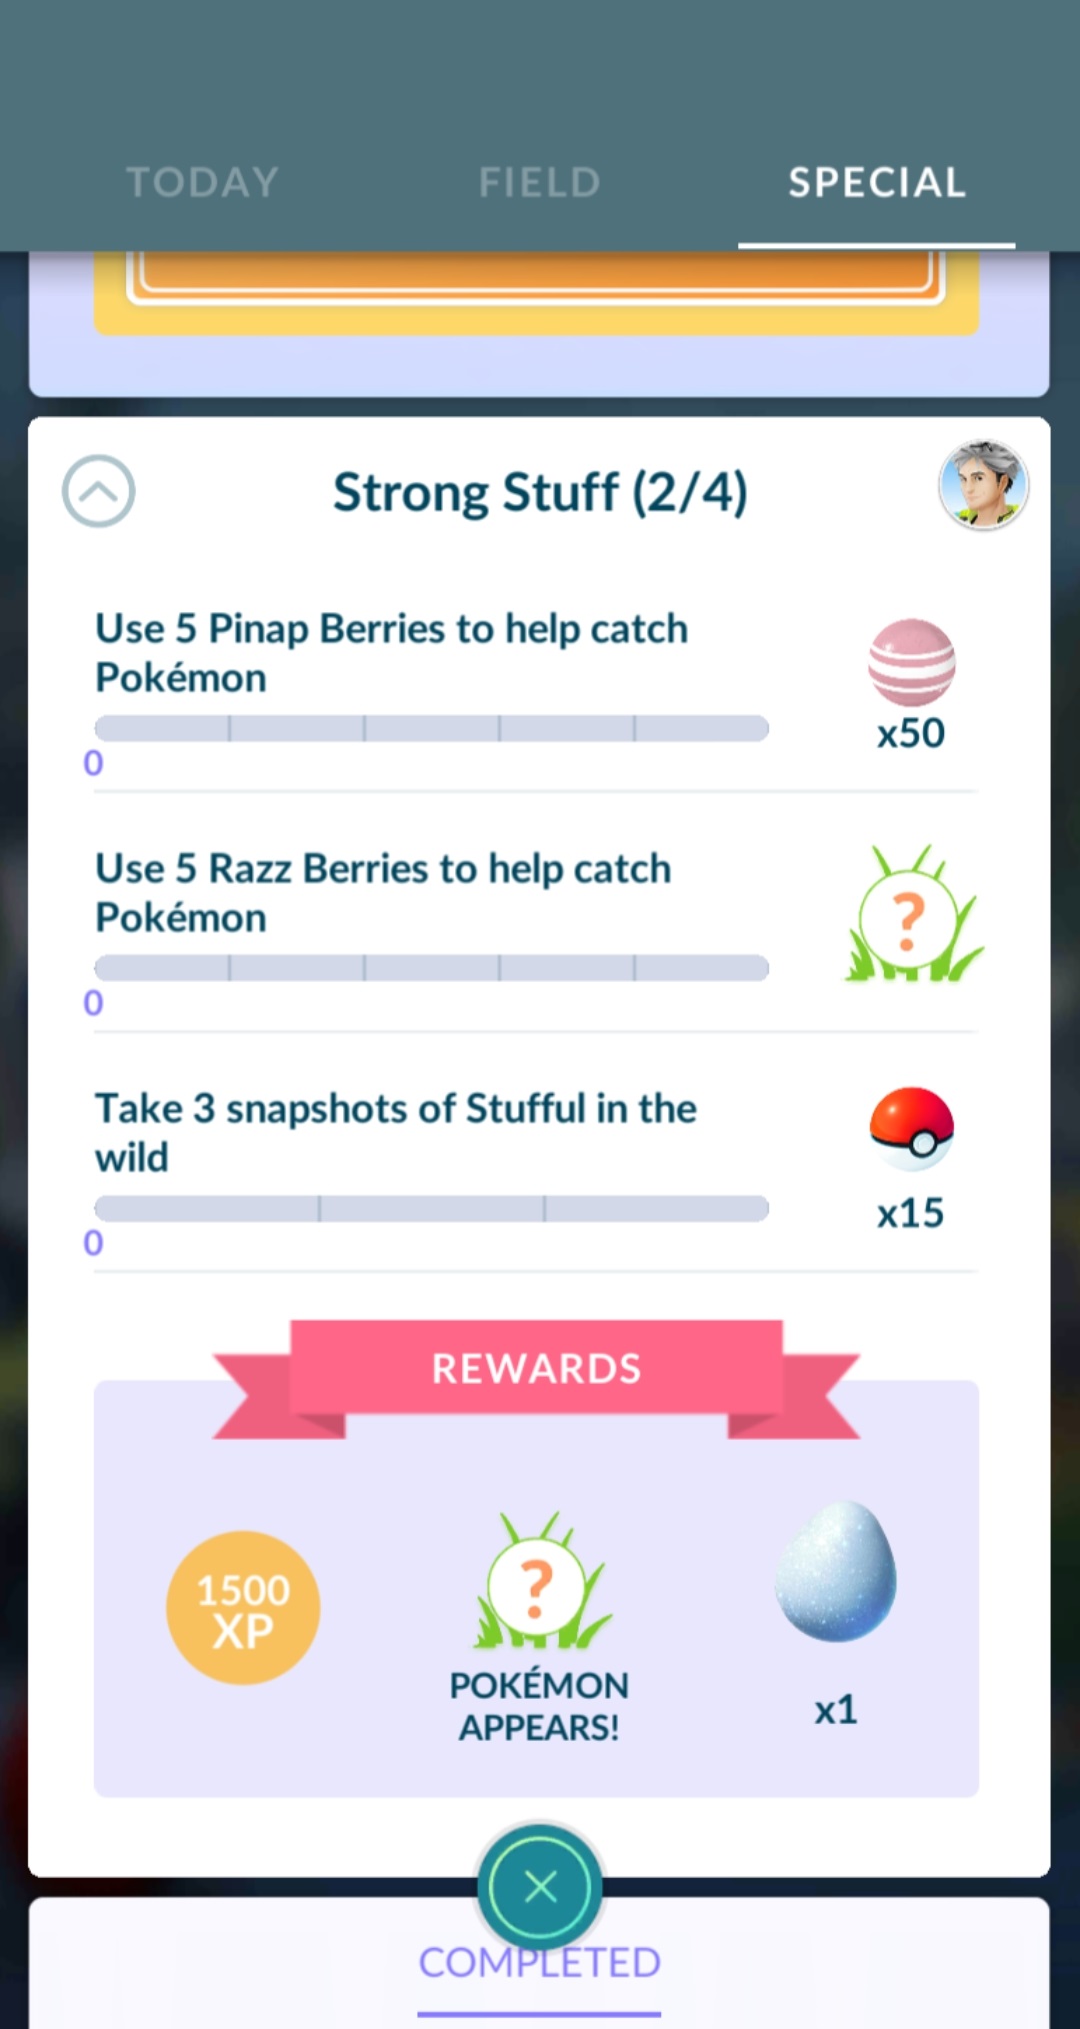 TODAY
FIELD
SPECIAL
Strong Stuff (2/4)
Use 5 Pinap Berries to help catch
Pokémon
x50
0
Use 5 Razz Berries to help catch
Pokémon
?
0
Take 3 snapshots of Stufful in the
wild
x15
0
REWARDS
1500
XP
?
POKÉMON
APPEARS!
x1
COMPLETED